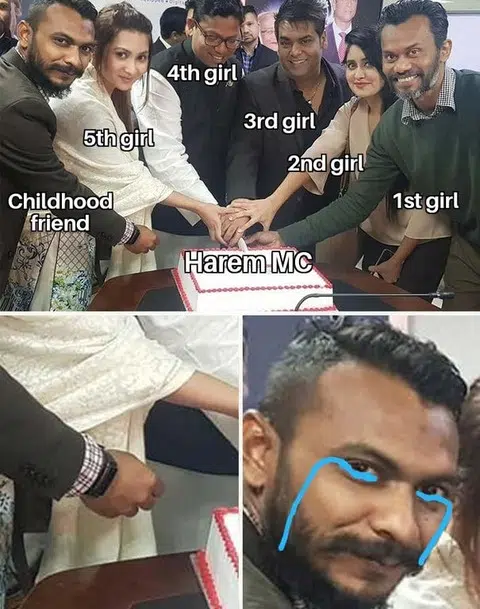 4th girl
3rd girl
5th girl
2nd girl
Childhood
friend
1st girl
Harem MC